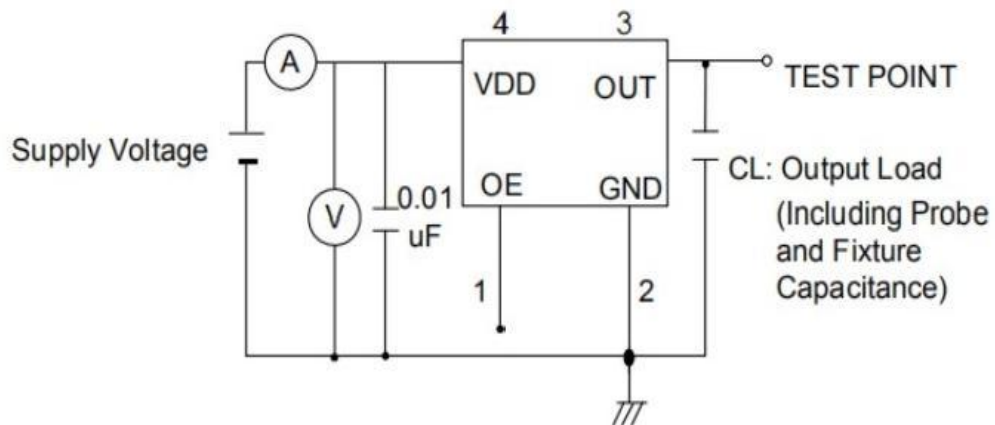 4
3
A
VDD
OUT
TEST POINT
Supply Voltage
V
0.01
uF
OE
GND
CL: Output Load
(Including Probe
and Fixture
Capacitance)
1
2